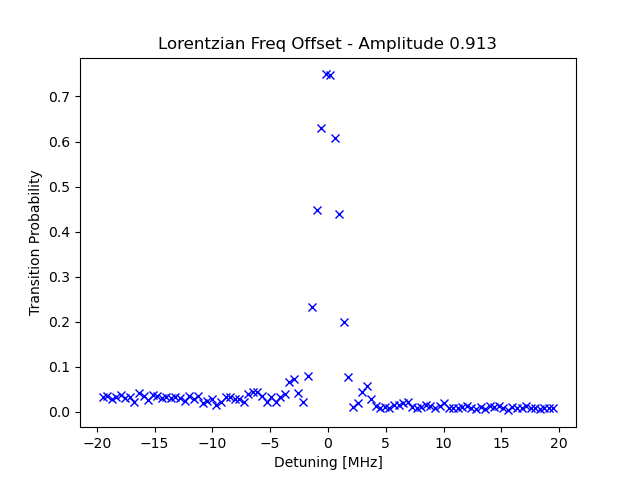 Lorentzian Freq Offset - Amplitude 0.913
Transition Probability
0.7
0.6
0.5
0.4
0.3
0.2
0.1
0.0
−20 −15 −10 −5 0 5 10 15 20
Detuning [MHz]